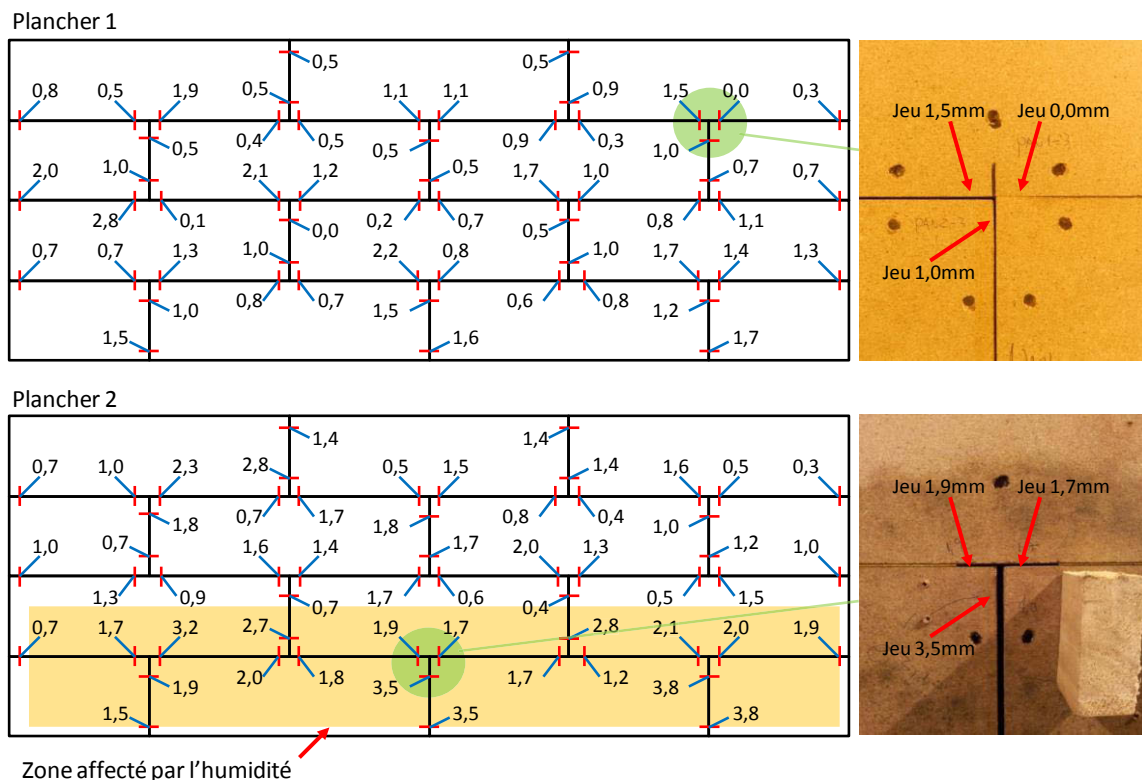 Plancher 1
0,5 0,5
0,8 0,5 1,9 0,5 1,1 1,1 0,9 1,5 0,0 0,3
0,5 0,4 0,5 0,5 0,9 0,3 1,0
2,0 1,0 2,1 1,2 0,5 1,7 1,0 0,7 0,7
2,8 0,1 0,0 0,2 0,7 0,5 0,8 1,1
0,7 0,7 1,3 1,0 2,2 0,8 1,0 1,7 1,4 1,3
1,0 0,8 0,7 1,5 0,6 0,8 1,2
1,5 1,6 1,7
Jeu 1,5mm Jeu 0,0mm
Jeu 1,0mm
Plancher 2
1,4 1,4
0,7 1,0 2,3 2,8 0,5 1,5 1,4 1,6 0,5 0,3
1,8 0,7 1,7 1,8 0,8 0,4 1,0
1,0 0,7 1,6 1,4 1,7 2,0 1,3 1,2 1,0
1,3 0,9 0,7 1,7 0,6 0,4 0,5 1,5
0,7 1,7 3,2 2,7 1,9 1,7 2,8 2,1 2,0 1,9
1,9 2,0 1,8 3,5 1,7 1,2 3,8
1,5 3,5 3,8
Jeu 1,9mm Jeu 1,7mm
Jeu 3,5mm
Zone affecté par l'humidité